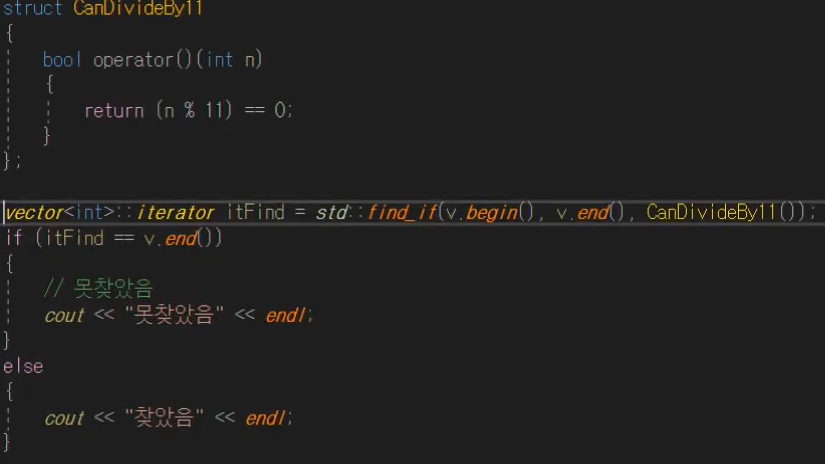 struct CanDivideBy11
{
bool operator()(int n)
{
return (n % 11) == 0;
}
};
vector<int>::iterator itFind = std::find_if(v.begin(), v.end(), CanDivideBy11());
if (itFind == v.end())
{
// 못찾았음
cout << "못찾았음" << endl;
}
else
{
cout << "찾았음" << endl;
}